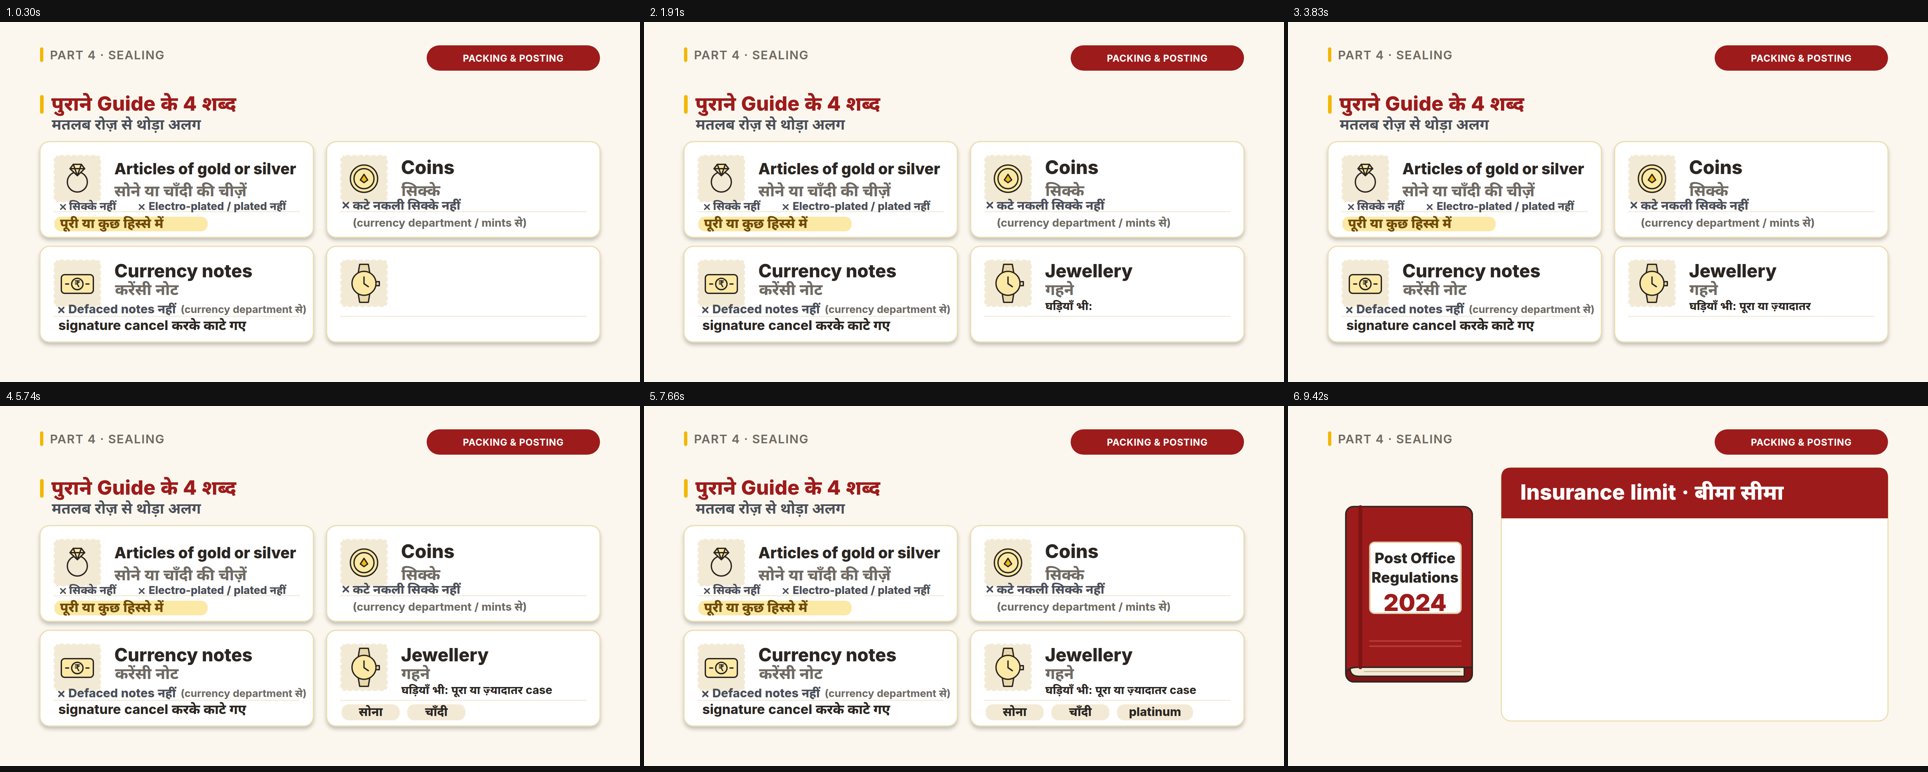 1. 0.30s
PART 4 · SEALING
PACKING & POSTING
पुराने Guide के 4 शब्द
मतलब रोज़ से थोड़ा अलग
Articles of gold or silver
सोने या चाँदी की चीज़ें
× सिक्के नहीं × Electro-plated / plated नहीं
पूरी या कुछ हिस्से में
Coins
सिक्के
× कटे नकली सिक्के नहीं
(currency department / mints से)
Currency notes
करेंसी नोट
× Defaced notes नहीं (currency department से)
signature cancel करके काटे गए
2. 1.91s
PART 4 · SEALING
PACKING & POSTING
पुराने Guide के 4 शब्द
मतलब रोज़ से थोड़ा अलग
Articles of gold or silver
सोने या चाँदी की चीज़ें
× सिक्के नहीं × Electro-plated / plated नहीं
पूरी या कुछ हिस्से में
Coins
सिक्के
× कटे नकली सिक्के नहीं
(currency department / mints से)
Currency notes
करेंसी नोट
× Defaced notes नहीं (currency department से)
signature cancel करके काटे गए
Jewellery
गहने
घड़ियाँ भी:
3. 3.83s
PART 4 · SEALING
PACKING & POSTING
पुराने Guide के 4 शब्द
मतलब रोज़ से थोड़ा अलग
Articles of gold or silver
सोने या चाँदी की चीज़ें
× सिक्के नहीं × Electro-plated / plated नहीं
पूरी या कुछ हिस्से में
Coins
सिक्के
× कटे नकली सिक्के नहीं
(currency department / mints से)
Currency notes
करेंसी नोट
× Defaced notes नहीं (currency department से)
signature cancel करके काटे गए
Jewellery
गहने
घड़ियाँ भी: पूरा या ज़्यादातर
4. 5.74s
PART 4 · SEALING
PACKING & POSTING
पुराने Guide के 4 शब्द
मतलब रोज़ से थोड़ा अलग
Articles of gold or silver
सोने या चाँदी की चीज़ें
× सिक्के नहीं × Electro-plated / plated नहीं
पूरी या कुछ हिस्से में
Coins
सिक्के
× कटे नकली सिक्के नहीं
(currency department / mints से)
Currency notes
करेंसी नोट
× Defaced notes नहीं (currency department से)
signature cancel करके काटे गए
Jewellery
गहने
घड़ियाँ भी: पूरा या ज़्यादातर case
सोना चाँदी
5. 7.66s
PART 4 · SEALING
PACKING & POSTING
पुराने Guide के 4 शब्द
मतलब रोज़ से थोड़ा अलग
Articles of gold or silver
सोने या चाँदी की चीज़ें
× सिक्के नहीं × Electro-plated / plated नहीं
पूरी या कुछ हिस्से में
Coins
सिक्के
× कटे नकली सिक्के नहीं
(currency department / mints से)
Currency notes
करेंसी नोट
× Defaced notes नहीं (currency department से)
signature cancel करके काटे गए
Jewellery
गहने
घड़ियाँ भी: पूरा या ज़्यादातर case
सोना चाँदी platinum
6. 9.42s
PART 4 · SEALING
PACKING & POSTING
Post Office
Regulations
2024
Insurance limit · बीमा सीमा